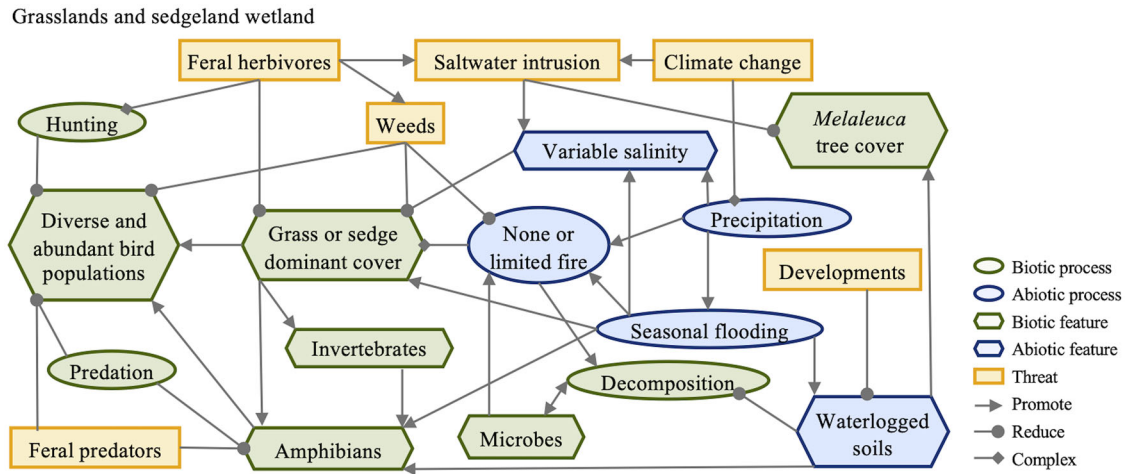 Grasslands and sedgeland wetland
Feral herbivores
Saltwater intrusion
Climate change
Hunting
Weeds
Melaleuca
tree cover
Variable salinity
Diverse and
abundant bird
populations
Grass or sedge
dominant cover
None or
limited fire
Precipitation
Developments
Seasonal flooding
Invertebrates
Predation
Decomposition
Feral predators
Amphibians
Microbes
Waterlogged
soils
Biotic process
Abiotic process
Biotic feature
Abiotic feature
Threat
Promote
Reduce
Complex